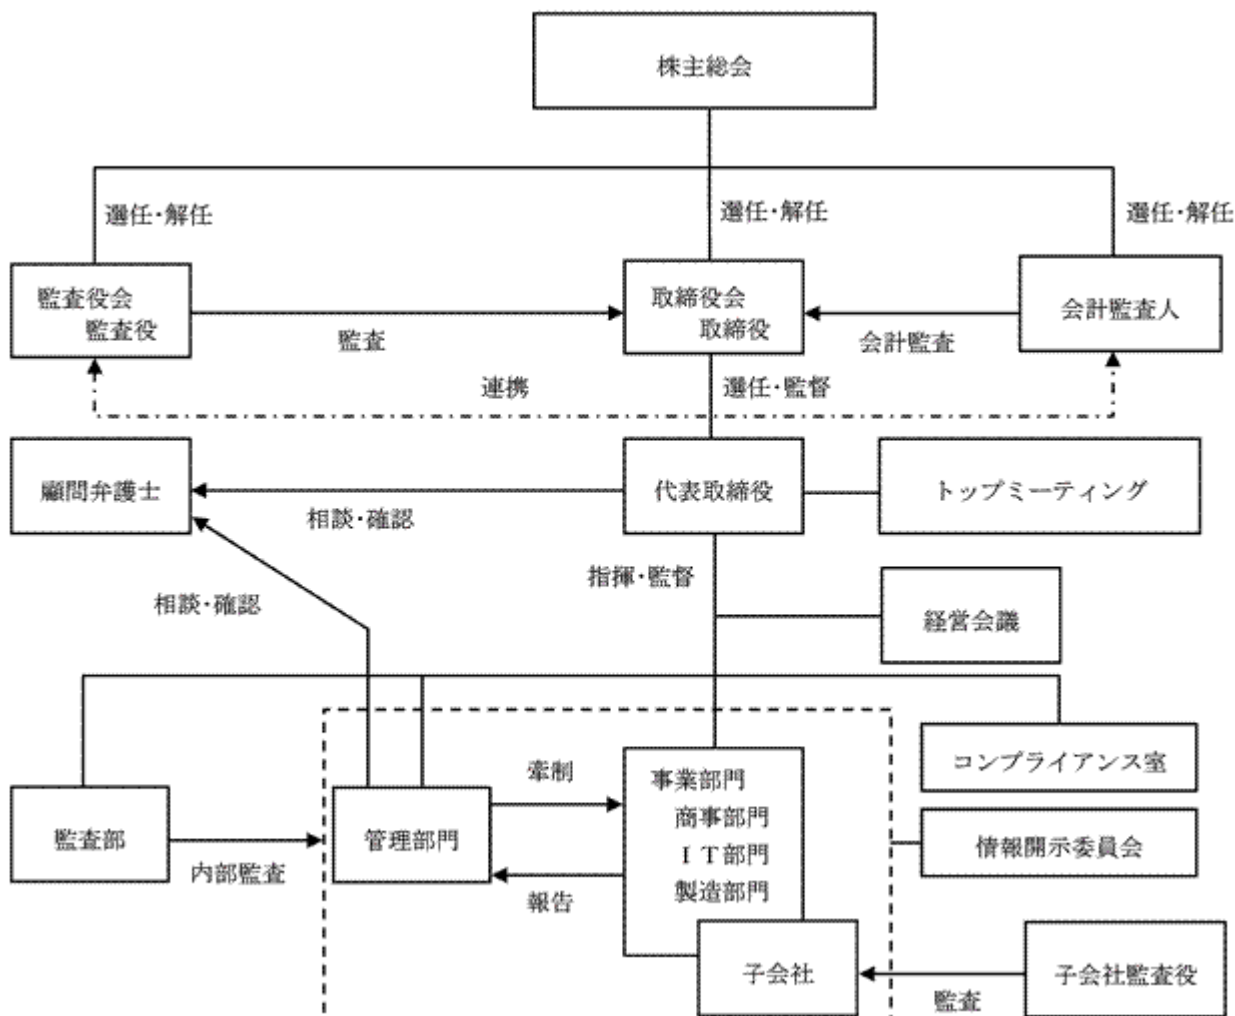 株主総会
選任・解任
選任・解任
選任・解任
監査役会
監査役
取締役会
取締役
会計監査人
監査
会計監査
連携
選任・監督
顧問弁護士
代表取締役
トップミーティング
相談・確認
指揮・監督
相談・確認
経営会議
コンプライアンス室
牽制
事業部門
商事部門
ＩＴ部門
製造部門
監査部
管理部門
情報開示委員会
内部監査
報告
子会社
子会社監査役
監査